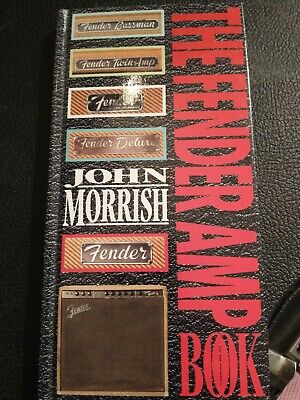 Fender Bassman
Fender Twin-Amp
Fender
Fender Deluxe
JOHN
MORRISH
Fender
Fender
THE FENDER AMP
BOOK